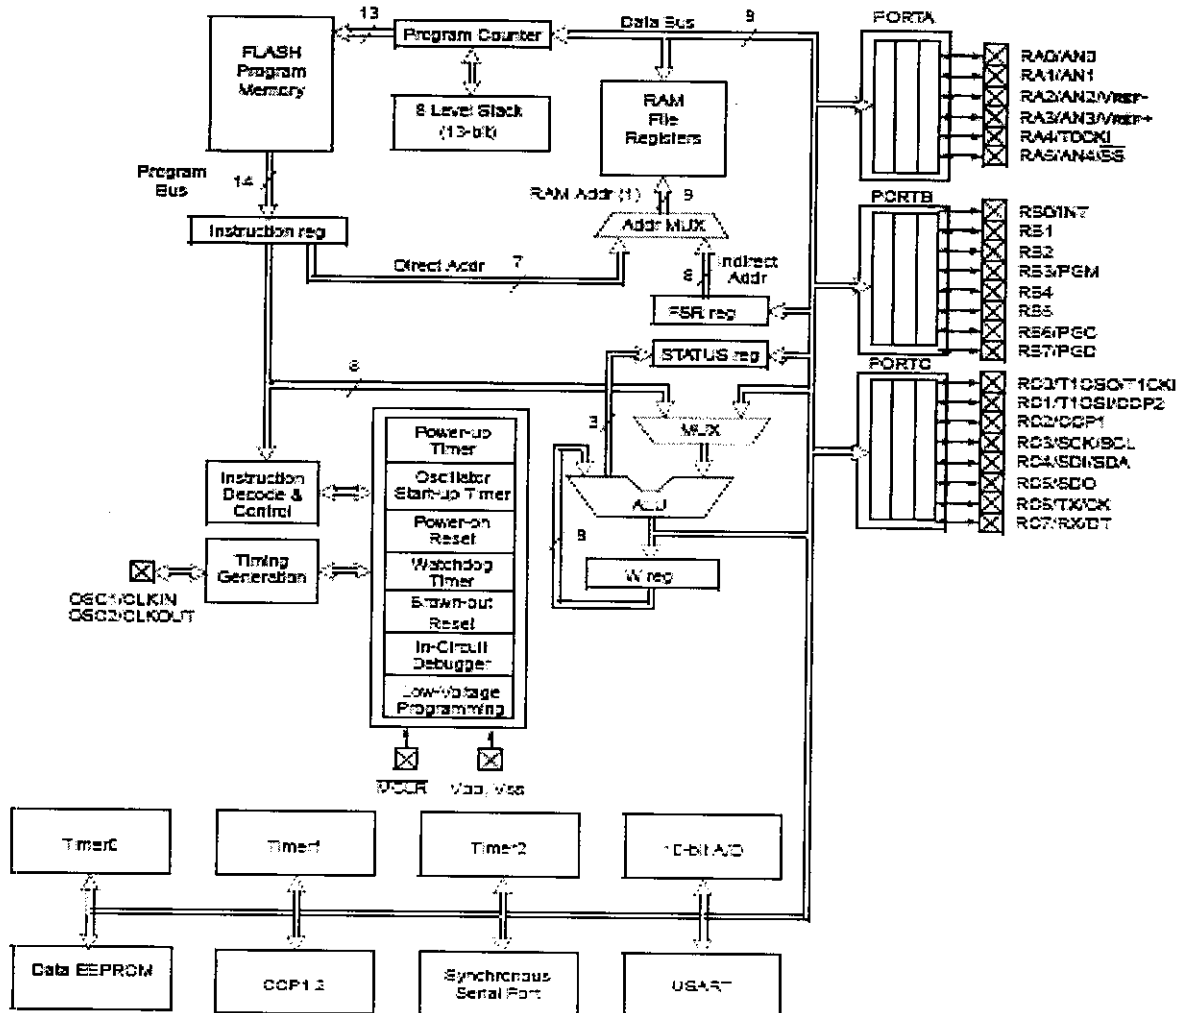 13
Data Bus
PORTA
FLASH
Program
Memory
Program Counter
8 Level Stack
(13-bit)
RAM
File
Registers
RA0/AN0
RA1/AN1
RA2/AN2/VREF-
RA3/AN3/VREF+
RA4/T0CKI
RA5/AN4/SS
Program
Bus
14
RAM Addr (1)
9
PORTB
Instruction reg
Addr MUX
RB0/INT
RB1
RB2
RB3/PGM
RB4
RB5
RB6/PGC
RB7/PGD
Direct Addr
7
8
Indirect
Addr
FSR reg
STATUS reg
PORTC
8
3
MUX
RC0/T1OSO/T1CKI
RC1/T1OSI/CCP2
RC2/CCP1
RC3/SCK/SCL
RC4/SDI/SDA
RC5/SDO
RC6/TX/CK
RC7/RX/DT
Power-up
Timer
Instruction
Decode &
Control
Oscillator
Start-up Timer
ALU
Power-on
Reset
8
Timing
Generation
Watchdog
Timer
W reg
OSC1/CLKIN
OSC2/CLKOUT
Brown-out
Reset
In-Circuit
Debugger
Low-Voltage
Programming
MCLR
VDD, VSS
Timer0
Timer1
Timer2
10-bit A/D
Data EEPROM
CCP1,2
Synchronous
Serial Port
USART